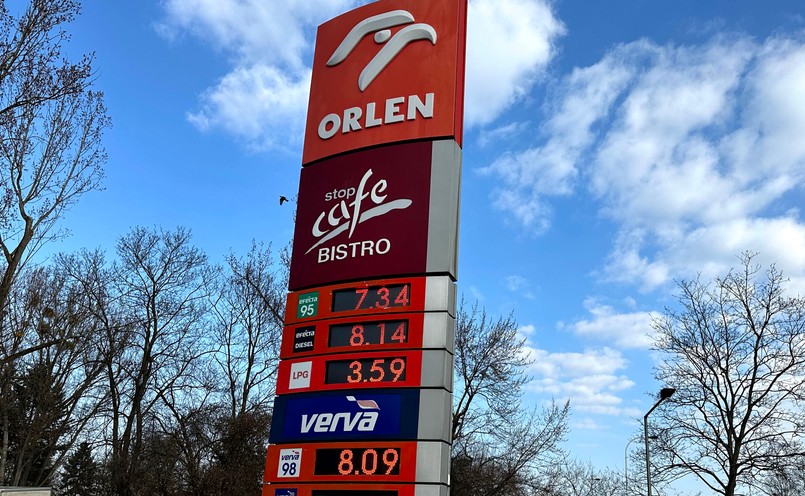 ORLEN
stop
cafe
BISTRO
efecta 95 7.34
efecta DIESEL 8.14
LPG 3.59
verva
verva 98 8.09